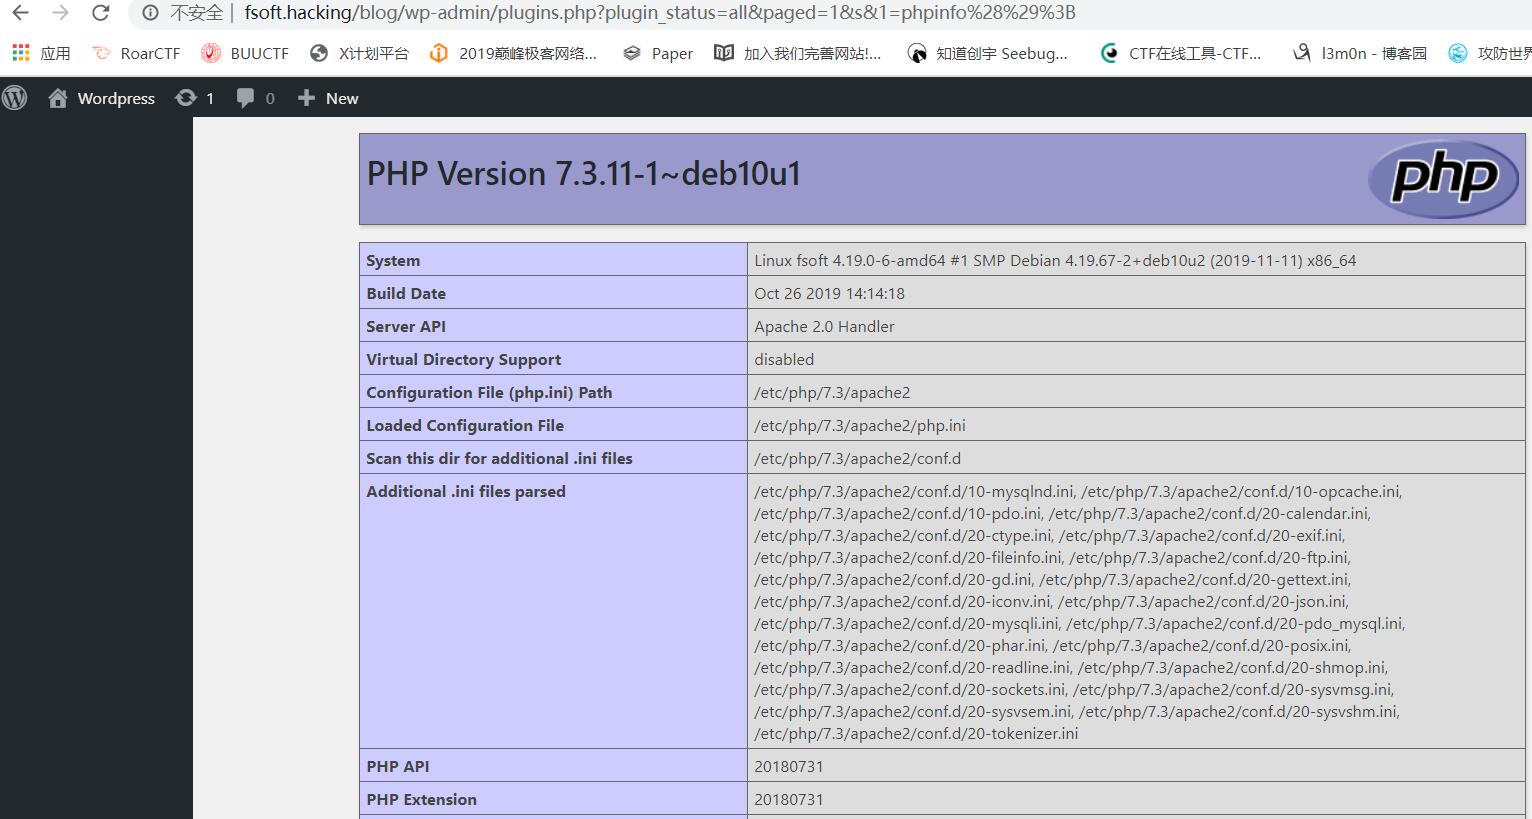 不安全 | fsoft.hacking/blog/wp-admin/plugins.php?plugin_status=all&paged=1&s&1=phpinfo%28%29%3B
应用 RoarCTF BUUCTF X计划平台 2019巅峰极客网络... Paper 加入我们完善网站!... 知道创宇 Seebug... CTF在线工具-CTF... l3m0n - 博客园 攻防世界
Wordpress 1 0 + New
PHP Version 7.3.11-1~deb10u1 php
System Linux fsoft 4.19.0-6-amd64 #1 SMP Debian 4.19.67-2+deb10u2 (2019-11-11) x86_64
Build Date Oct 26 2019 14:14:18
Server API Apache 2.0 Handler
Virtual Directory Support disabled
Configuration File (php.ini) Path /etc/php/7.3/apache2
Loaded Configuration File /etc/php/7.3/apache2/php.ini
Scan this dir for additional .ini files /etc/php/7.3/apache2/conf.d
Additional .ini files parsed /etc/php/7.3/apache2/conf.d/10-mysqlnd.ini, /etc/php/7.3/apache2/conf.d/10-opcache.ini,
/etc/php/7.3/apache2/conf.d/10-pdo.ini, /etc/php/7.3/apache2/conf.d/20-calendar.ini,
/etc/php/7.3/apache2/conf.d/20-ctype.ini, /etc/php/7.3/apache2/conf.d/20-exif.ini,
/etc/php/7.3/apache2/conf.d/20-fileinfo.ini, /etc/php/7.3/apache2/conf.d/20-ftp.ini,
/etc/php/7.3/apache2/conf.d/20-gd.ini, /etc/php/7.3/apache2/conf.d/20-gettext.ini,
/etc/php/7.3/apache2/conf.d/20-iconv.ini, /etc/php/7.3/apache2/conf.d/20-json.ini,
/etc/php/7.3/apache2/conf.d/20-mysqli.ini, /etc/php/7.3/apache2/conf.d/20-pdo_mysql.ini,
/etc/php/7.3/apache2/conf.d/20-phar.ini, /etc/php/7.3/apache2/conf.d/20-posix.ini,
/etc/php/7.3/apache2/conf.d/20-readline.ini, /etc/php/7.3/apache2/conf.d/20-shmop.ini,
/etc/php/7.3/apache2/conf.d/20-sockets.ini, /etc/php/7.3/apache2/conf.d/20-sysvmsg.ini,
/etc/php/7.3/apache2/conf.d/20-sysvsem.ini, /etc/php/7.3/apache2/conf.d/20-sysvshm.ini,
/etc/php/7.3/apache2/conf.d/20-tokenizer.ini
PHP API 20180731
PHP Extension 20180731